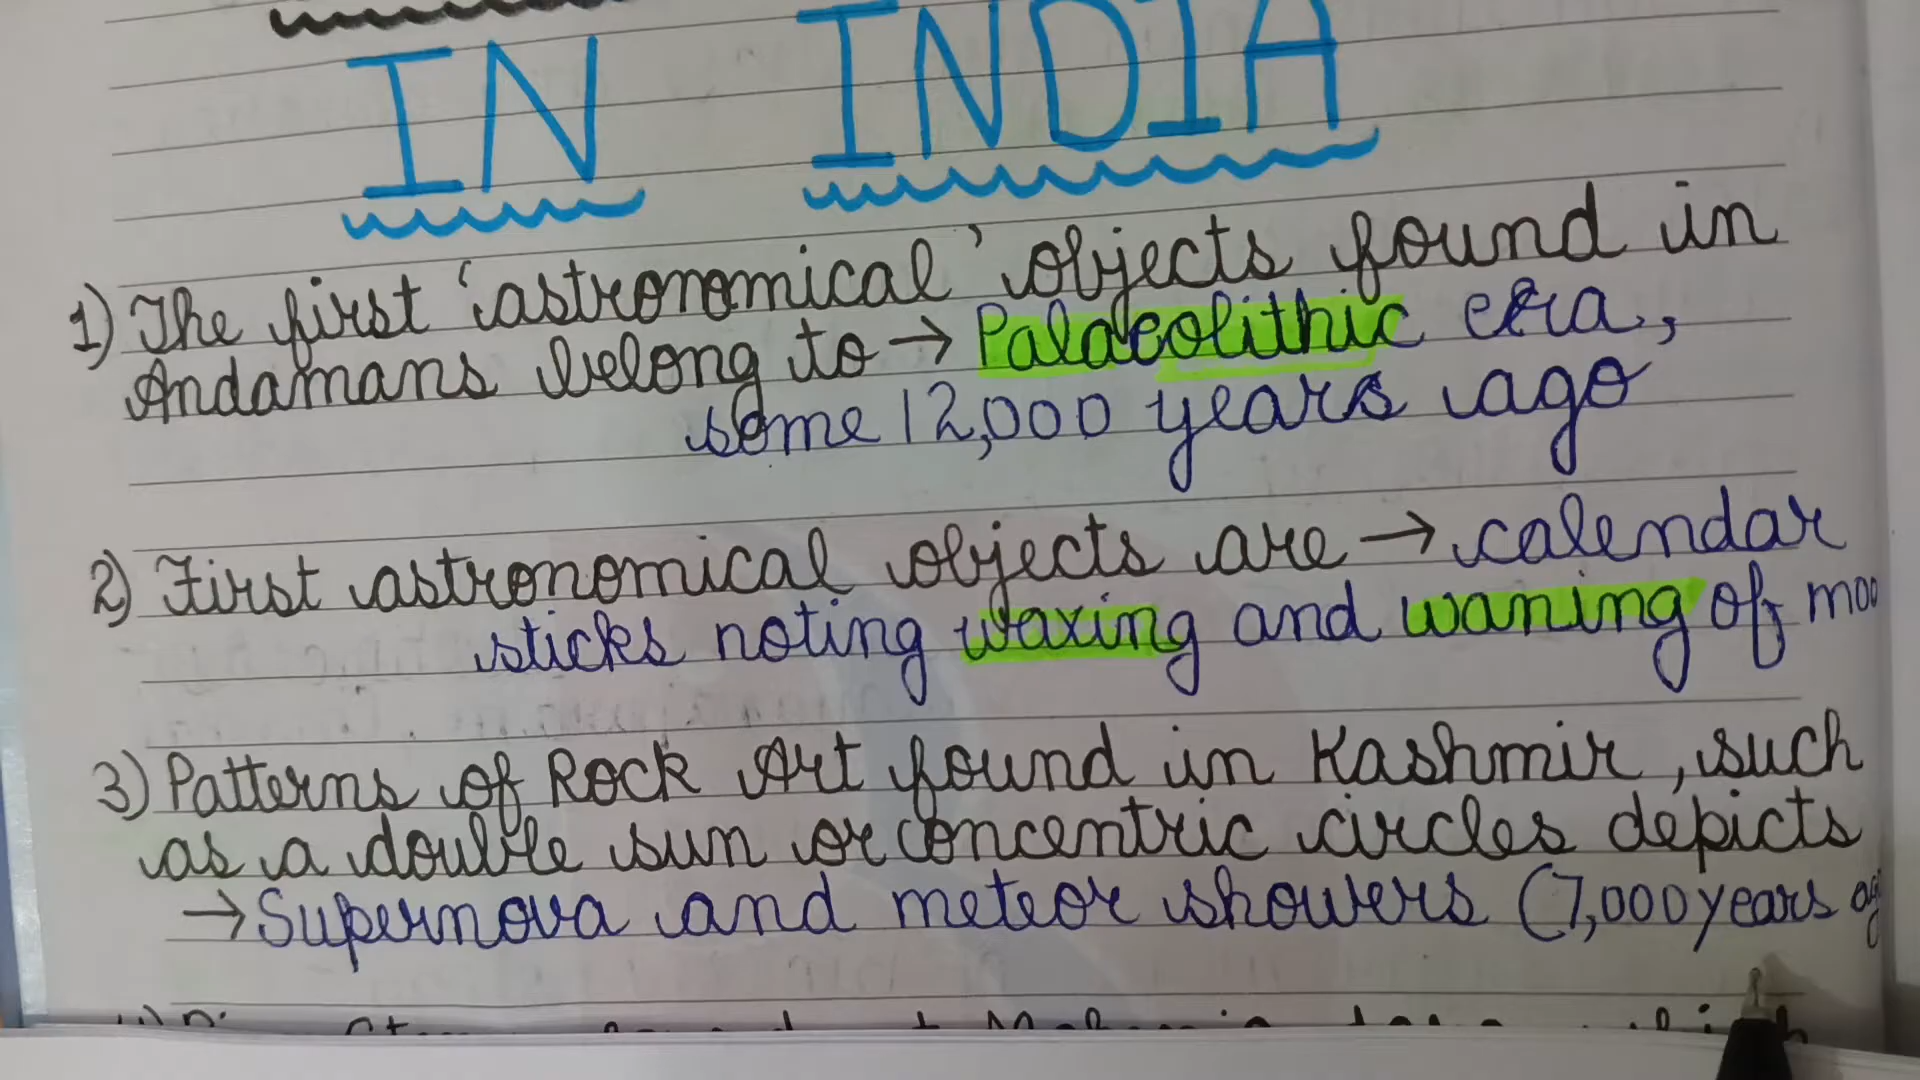 IN INDIA
1) The first 'astronomical' objects found in
Andamans belong to → Palaeolithic era,
some 12,000 years ago
2) First astronomical objects are → calendar
sticks noting waxing and waning of moo
3) Patterns of Rock Art found in Kashmir, such
as a double sun or concentric circles depicts
→ Supernova and meteor showers (7,000 years ag